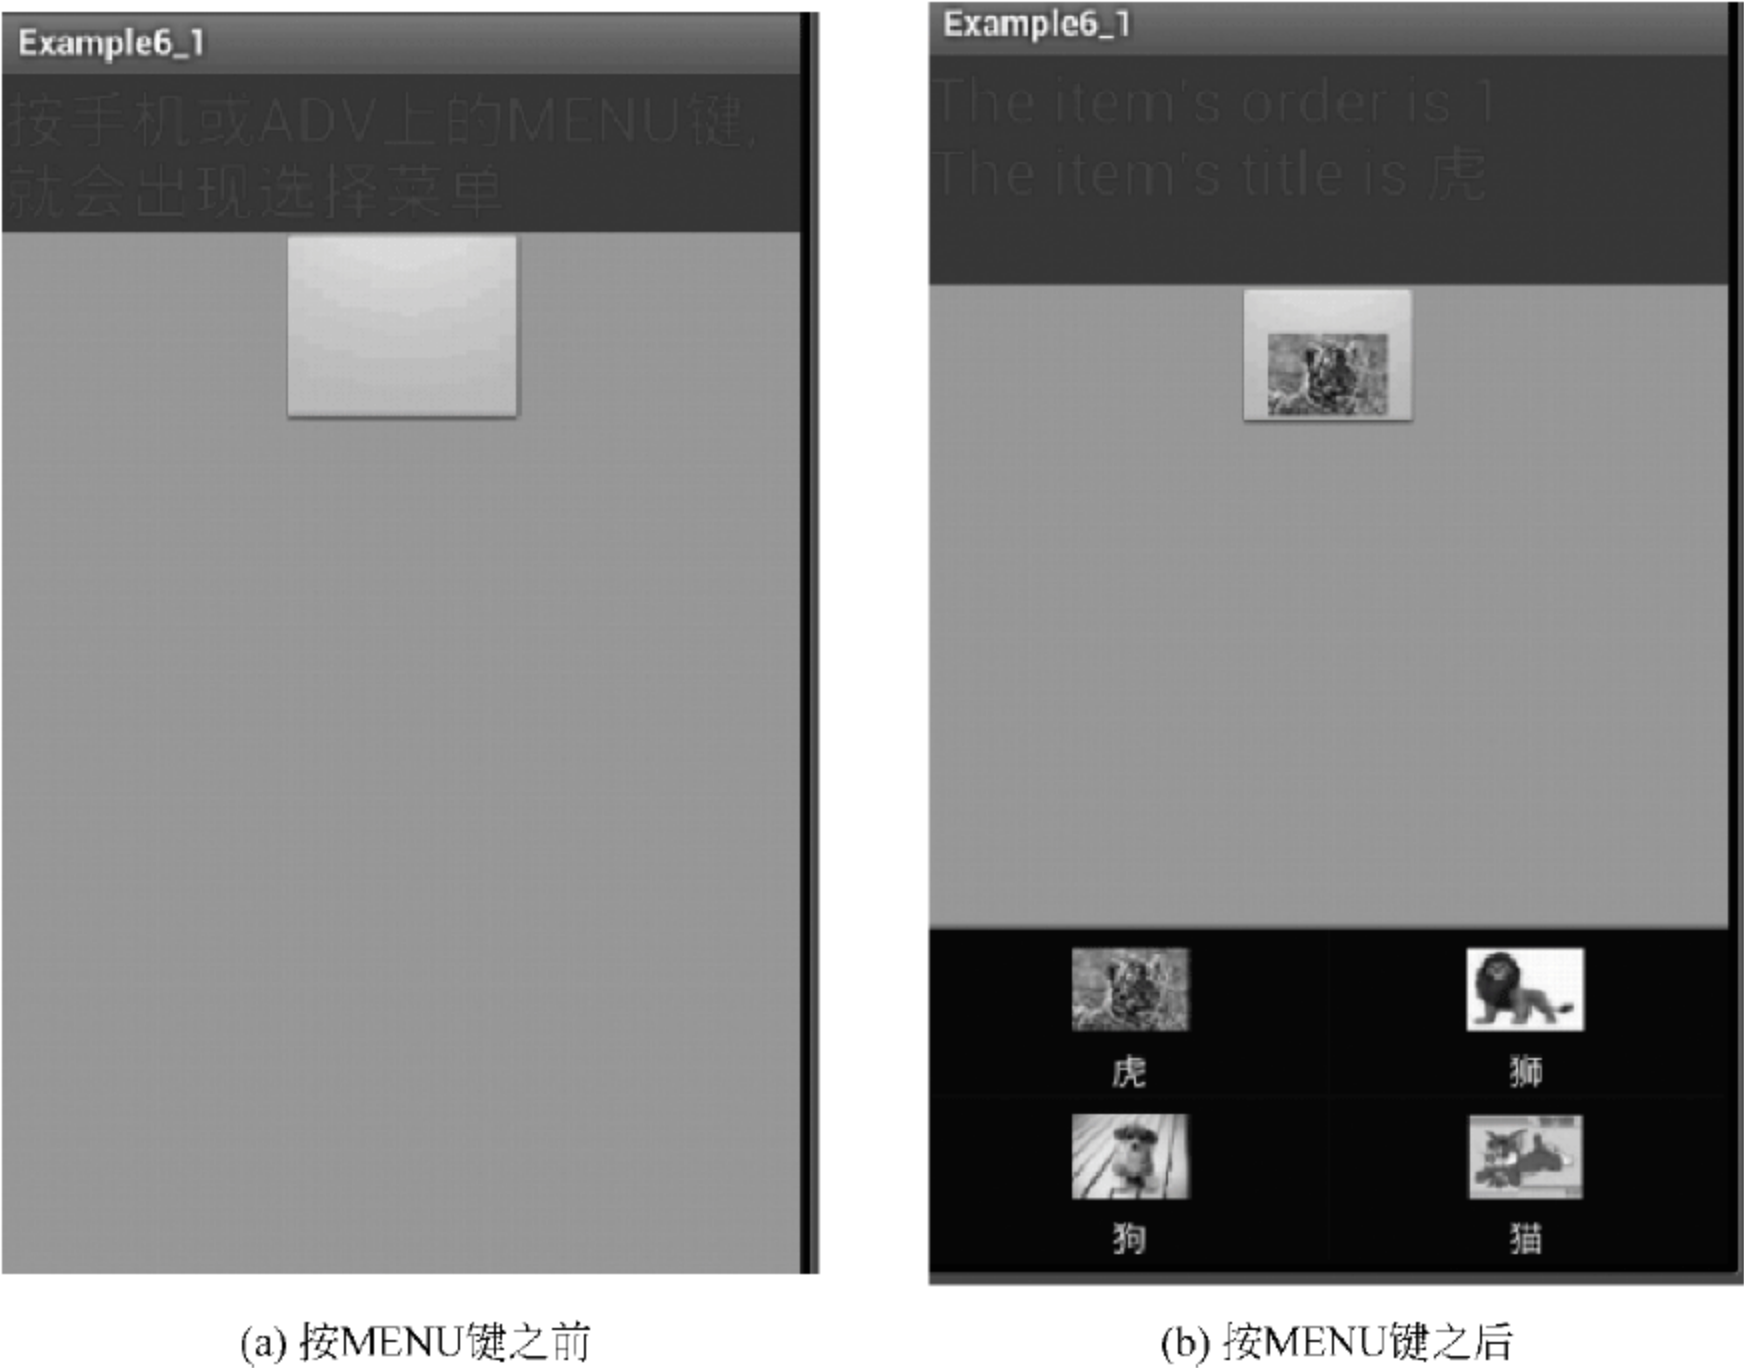 Example6_1
按手机或ADV上的MENU键,
就会出现选择菜单
(a) 按MENU键之前
Example6_1
The item's order is 1
The item's title is 虎
虎
狮
狗
猫
(b) 按MENU键之后